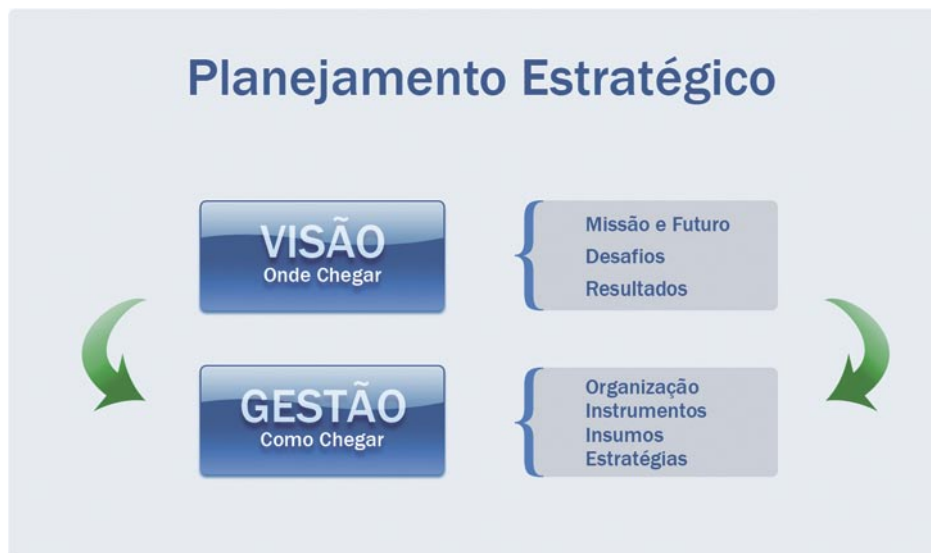 Planejamento Estratégico
VISÃO
Onde Chegar
Missão e Futuro
Desafios
Resultados
GESTÃO
Como Chegar
Organização
Instrumentos
Insumos
Estratégias